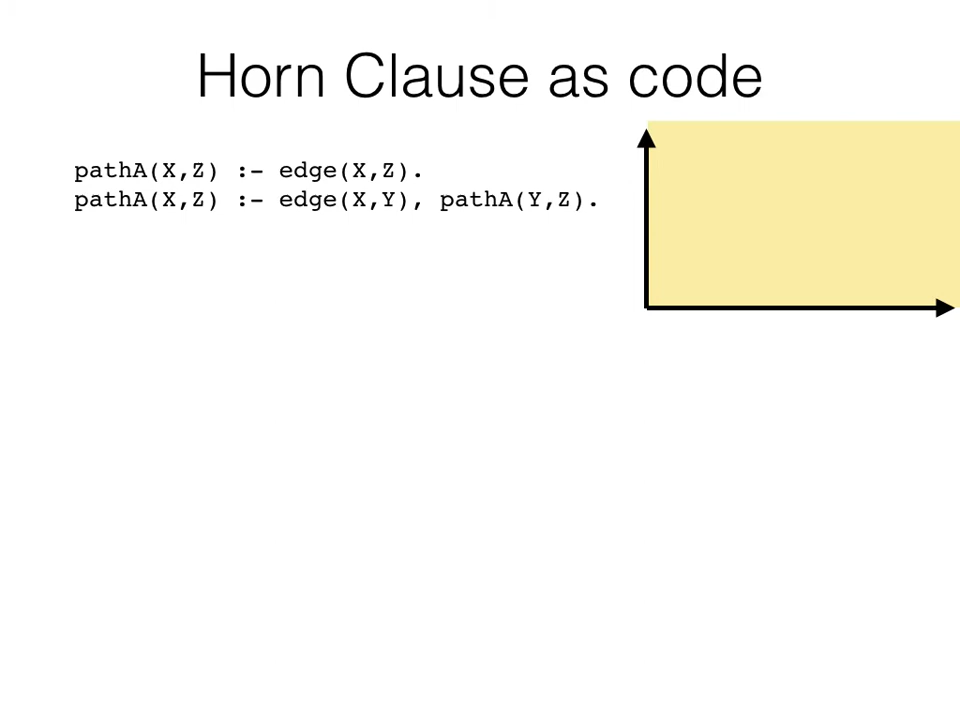 Horn Clause as code
pathA(X,Z) :- edge(X,Z).
pathA(X,Z) :- edge(X,Y), pathA(Y,Z).